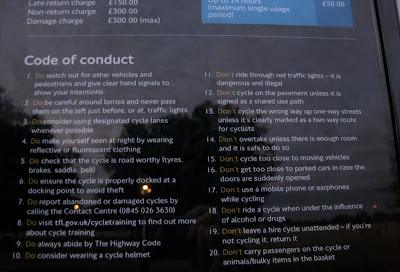 Late return charge £150.00
Non-return charge £300.00
Damage charge £300.00 (max)
Up to 24 hours
(maximum single usage
period)
£50.00
Code of conduct
1. Do watch out for other vehicles and
pedestrians and give clear hand signals to
show your intentions
2. Do be careful around lorries and never pass
them on the left just before, or at, traffic lights
3. Do consider using designated cycle lanes
whenever possible
4. Do make yourself seen at night by wearing
reflective or fluorescent clothing
5. Do check that the cycle is road worthy (tyres,
brakes, saddle, bell)
6. Do ensure the cycle is properly docked at a
docking point to avoid theft
7. Do report abandoned or damaged cycles by
calling the Contact Centre (0845 026 3630)
8. Do visit tfl.gov.uk/cycletraining to find out more
about cycle training
9. Do always abide by The Highway Code
10. Do consider wearing a cycle helmet
11. Don't ride through red traffic lights – it is
dangerous and illegal
12. Don't cycle on the pavement unless it is
signed as a shared use path
13. Don't cycle the wrong way up one-way streets
unless it's clearly marked as a two way route
for cyclists
14. Don't overtake unless there is enough room
and it is safe to do so
15. Don't cycle too close to moving vehicles
16. Don't get too close to parked cars in case the
doors are suddenly opened
17. Don't use a mobile phone or earphones
while cycling
18. Don't ride a cycle when under the influence
of alcohol or drugs
19. Don't leave a hire cycle unattended – if you're
not cycling it, return it
20. Don't carry passengers on the cycle or
animals/bulky items in the basket